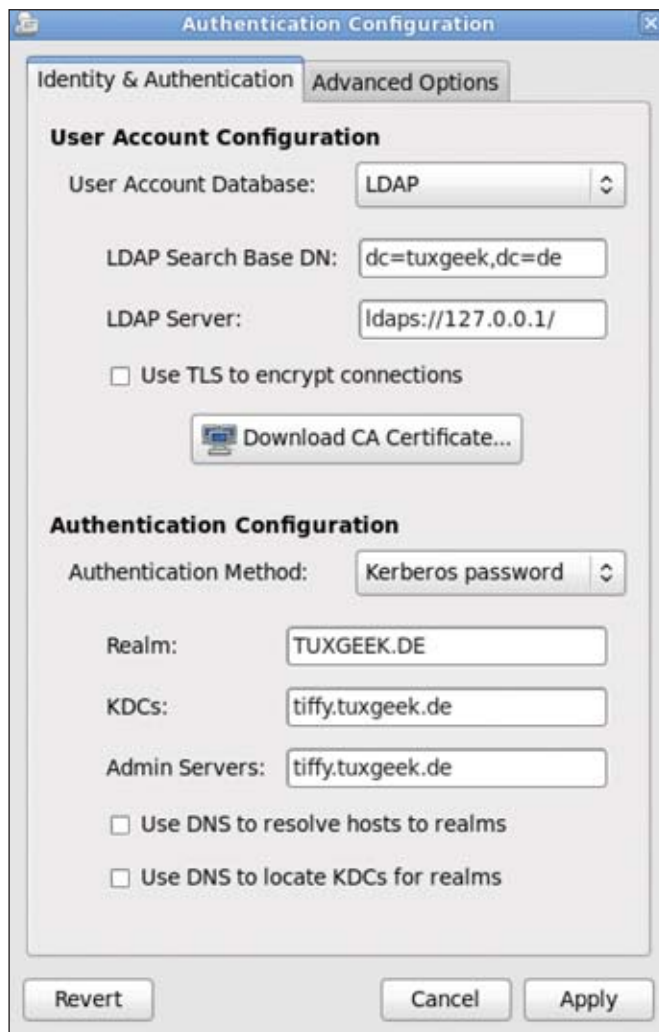 Authentication Configuration
Identity & Authentication
Advanced Options
User Account Configuration
User Account Database: LDAP
LDAP Search Base DN: dc=tuxgeek,dc=de
LDAP Server: ldaps://127.0.0.1/
Use TLS to encrypt connections
Download CA Certificate...
Authentication Configuration
Authentication Method: Kerberos password
Realm: TUXGEEK.DE
KDCs: tiffy.tuxgeek.de
Admin Servers: tiffy.tuxgeek.de
Use DNS to resolve hosts to realms
Use DNS to locate KDCs for realms
Revert
Cancel
Apply